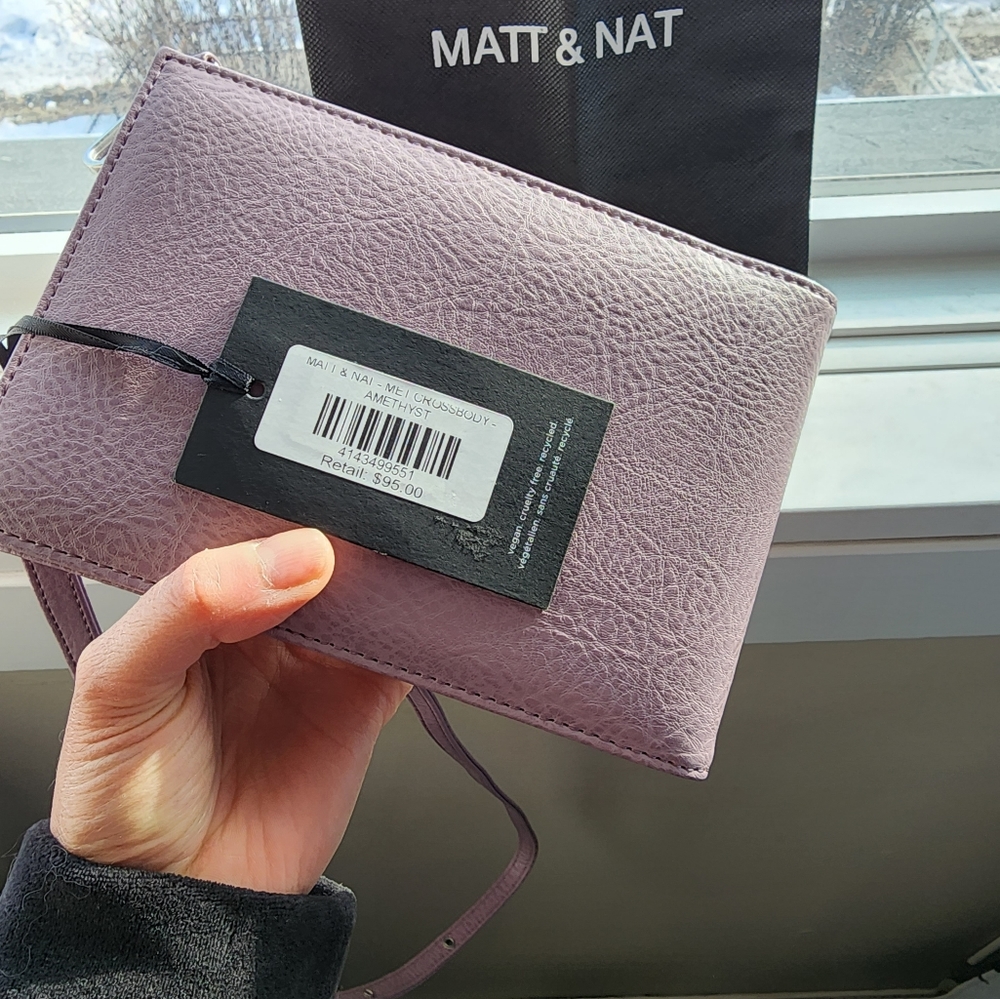 MATT & NAT
MATT & NAT - MET CROSSBODY -
AMETHYST
4143499551
Retail: $95.00
vegan. cruelty free. recycled.
végétalien. sans cruauté. recyclé.